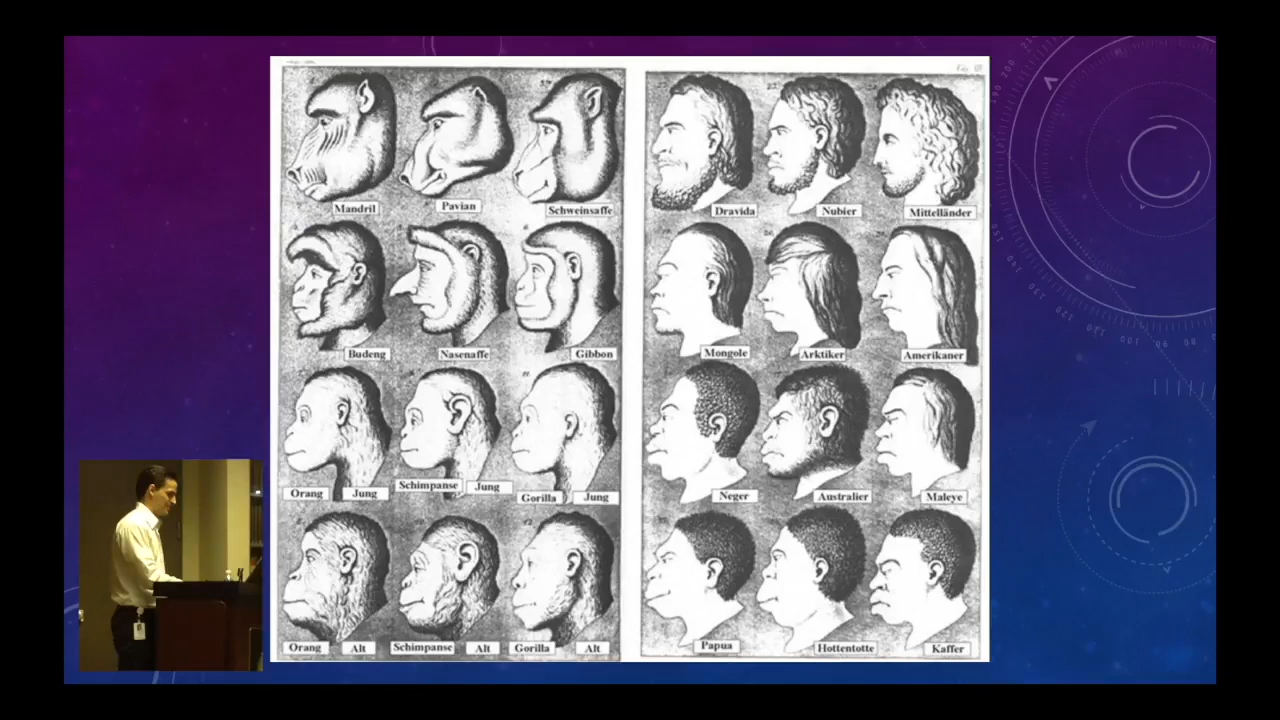 Mandril
Pavian
Schweinsaffe
Dravida
Nubier
Mittelländer
Budeng
Nasenaffe
Gibbon
Mongole
Arktiker
Amerikaner
Orang Jung
Schimpanse Jung
Gorilla Jung
Neger
Australier
Maleye
Orang Alt
Schimpanse Alt
Gorilla Alt
Papua
Hottentotte
Kaffer